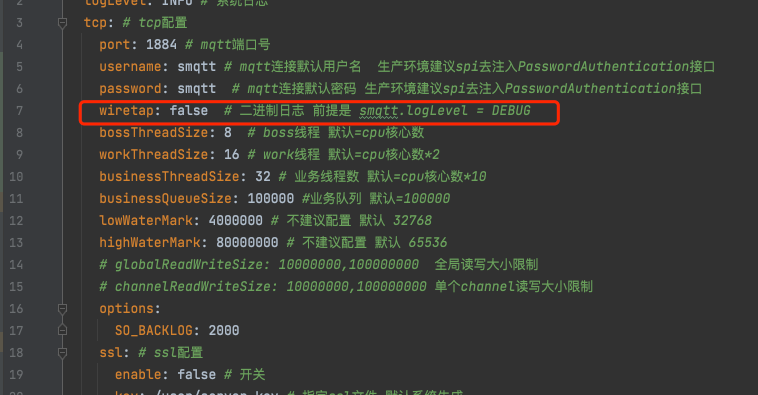 2 logLevel: INFO # 系统日志
3 tcp: # tcp配置
4 port: 1884 # mqtt端口号
5 username: smqtt # mqtt连接默认用户名 生产环境建议spi去注入PasswordAuthentication接口
6 password: smqtt # mqtt连接默认密码 生产环境建议spi去注入PasswordAuthentication接口
7 wiretap: false # 二进制日志 前提是 smqtt.logLevel = DEBUG
8 bossThreadSize: 8 # boss线程 默认=cpu核心数
9 workThreadSize: 16 # work线程 默认=cpu核心数*2
10 businessThreadSize: 32 # 业务线程数 默认=cpu核心数*10
11 businessQueueSize: 100000 #业务队列 默认=100000
12 lowWaterMark: 4000000 # 不建议配置 默认 32768
13 highWaterMark: 80000000 # 不建议配置 默认 65536
14 # globalReadWriteSize: 10000000,100000000 全局读写大小限制
15 # channelReadWriteSize: 10000000,100000000 单个channel读写大小限制
16 options:
17 SO_BACKLOG: 2000
18 ssl: # ssl配置
19 enable: false # 开关